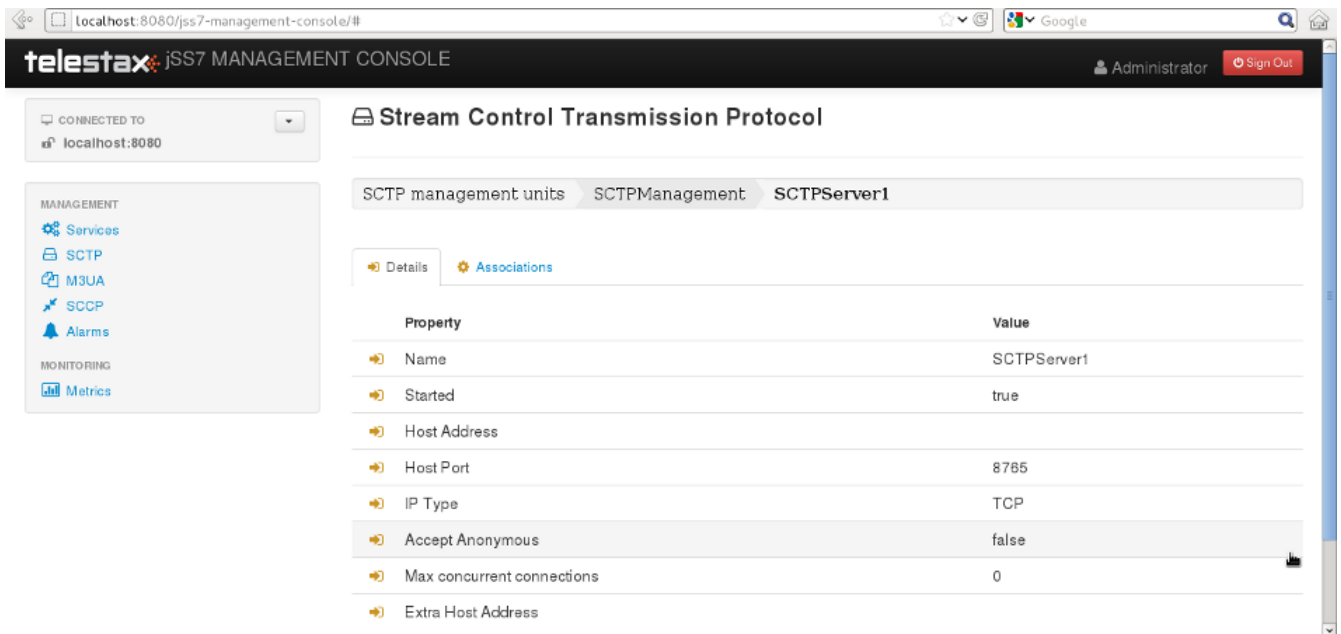 localhost:8080/jss7-management-console/#
Google
telestax jSS7 MANAGEMENT CONSOLE
Administrator
Sign Out
CONNECTED TO
localhost:8080
Stream Control Transmission Protocol
SCTP management units SCTPManagement SCTPServer1
MANAGEMENT
Services
SCTP
M3UA
SCCP
Alarms
MONITORING
Metrics
Details Associations
Property Value
Name SCTPServer1
Started true
Host Address
Host Port 8765
IP Type TCP
Accept Anonymous false
Max concurrent connections 0
Extra Host Address